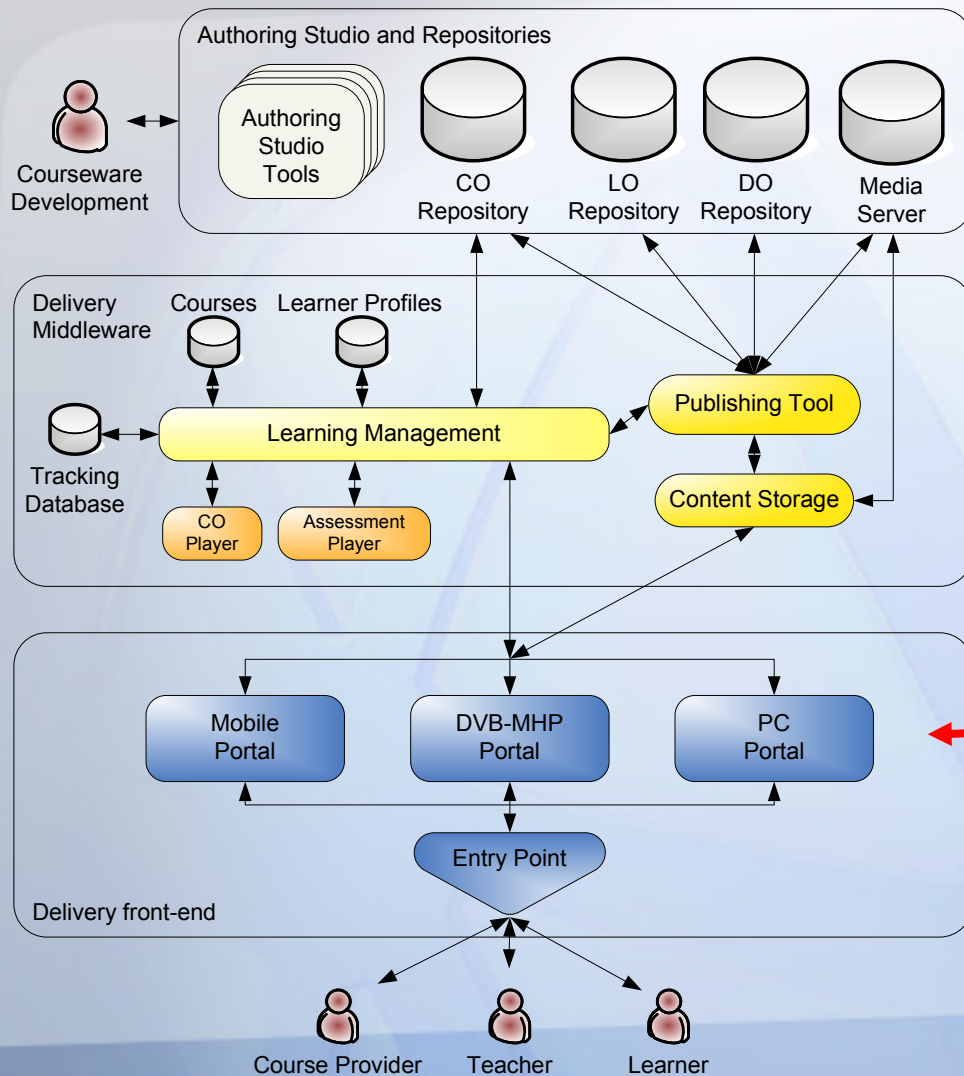 Authoring Studio and Repositories
Authoring
Studio
Tools
Courseware
Development
CO
Repository
LO
Repository
DO
Repository
Media
Server
Delivery
Middleware
Courses
Learner Profiles
Publishing Tool
Learning Management
Tracking
Database
Content Storage
CO
Player
Assessment
Player
Mobile
Portal
DVB-MHP
Portal
PC
Portal
Entry Point
Delivery front-end
Course Provider
Teacher
Learner